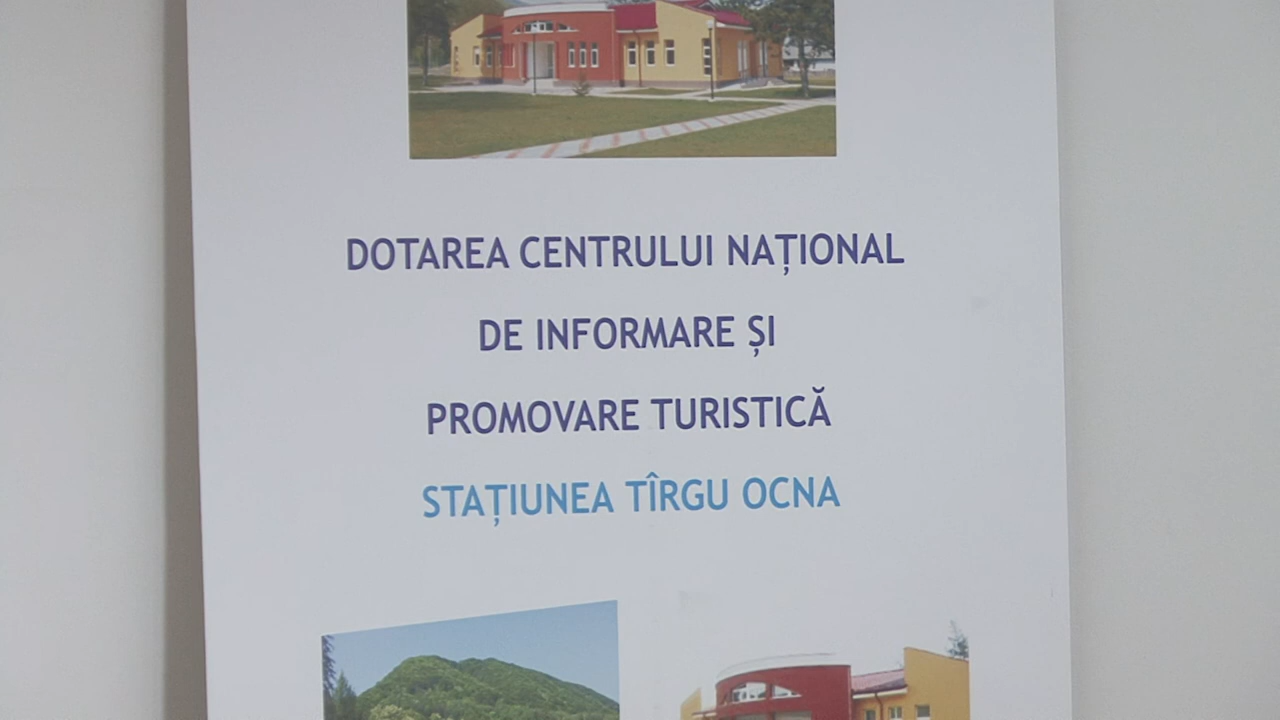 DOTAREA CENTRULUI NAȚIONAL
DE INFORMARE ȘI
PROMOVARE TURISTICĂ
STAȚIUNEA TÎRGU OCNA